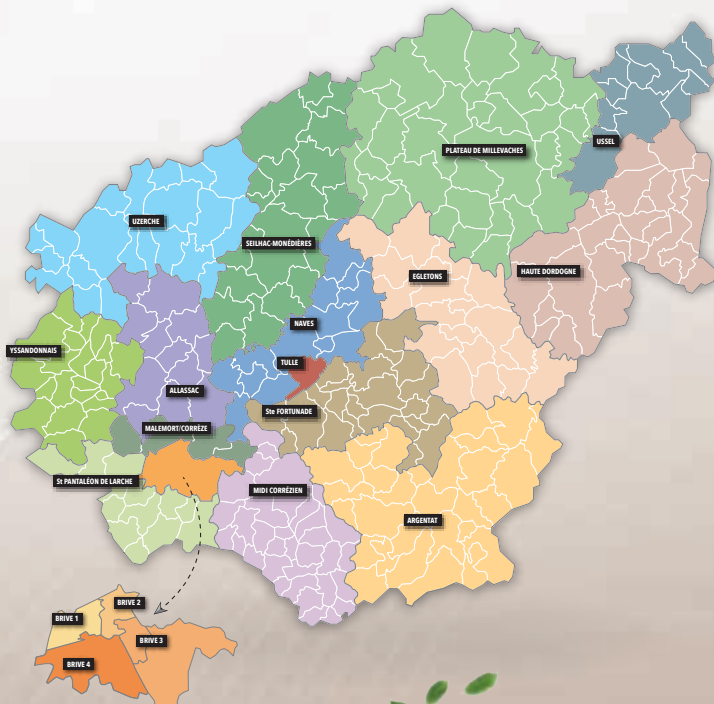 PLATEAU DE MILLEVACHES
USSEL
UZERCHE
SEILHAC-MONÉDIÈRES
EGLETONS
HAUTE DORDOGNE
NAVES
YSSANDONNAIS
TULLE
ALLASSAC
Ste FORTUNADE
MALEMORT/CORRÈZE
St PANTALÉON DE LARCHE
MIDI CORRÉZIEN
ARGENTAT
BRIVE 2
BRIVE 1
BRIVE 3
BRIVE 4